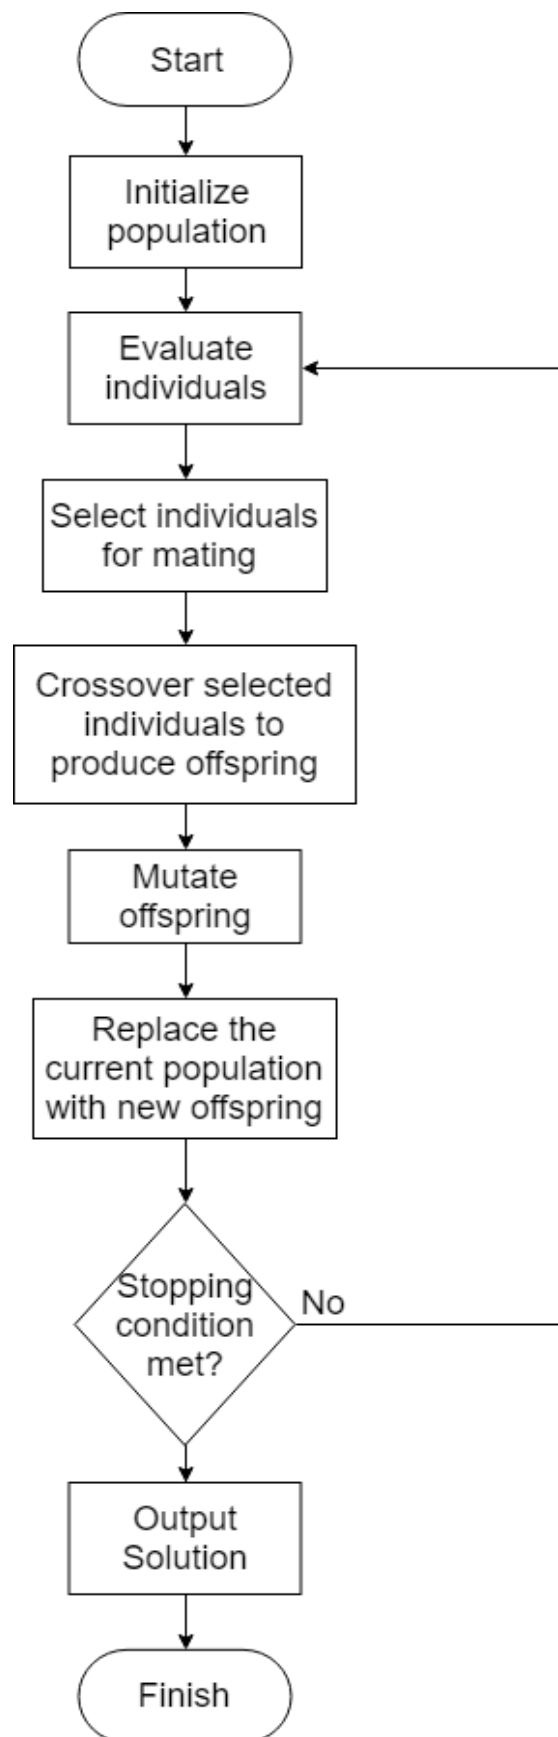 Start
Initialize
population
Evaluate
individuals
Select individuals
for mating
Crossover selected
individuals to
produce offspring
Mutate
offspring
Replace the
current population
with new offspring
Stopping
condition
met?
No
Output
Solution
Finish